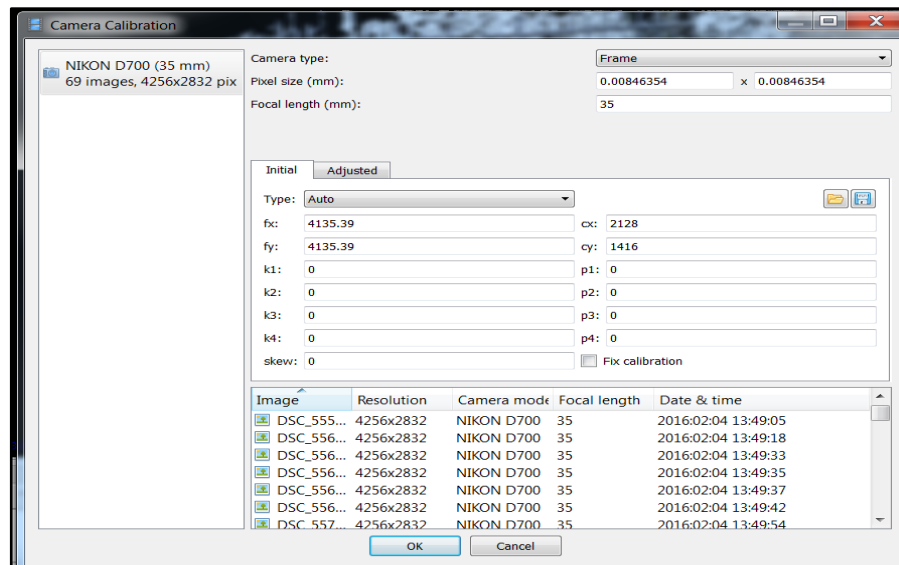 Camera Calibration
NIKON D700 (35 mm)
69 images, 4256x2832 pix
Camera type: Frame
Pixel size (mm): 0.00846354 x 0.00846354
Focal length (mm): 35
Initial Adjusted
Type: Auto
fx: 4135.39 cx: 2128
fy: 4135.39 cy: 1416
k1: 0 p1: 0
k2: 0 p2: 0
k3: 0 p3: 0
k4: 0 p4: 0
skew: 0 Fix calibration
Image Resolution Camera mode Focal length Date & time
DSC_555... 4256x2832 NIKON D700 35 2016:02:04 13:49:05
DSC_556... 4256x2832 NIKON D700 35 2016:02:04 13:49:18
DSC_556... 4256x2832 NIKON D700 35 2016:02:04 13:49:33
DSC_556... 4256x2832 NIKON D700 35 2016:02:04 13:49:35
DSC_556... 4256x2832 NIKON D700 35 2016:02:04 13:49:37
DSC_556... 4256x2832 NIKON D700 35 2016:02:04 13:49:42
DSC_557... 4256x2832 NIKON D700 35 2016:02:04 13:49:54
OK Cancel